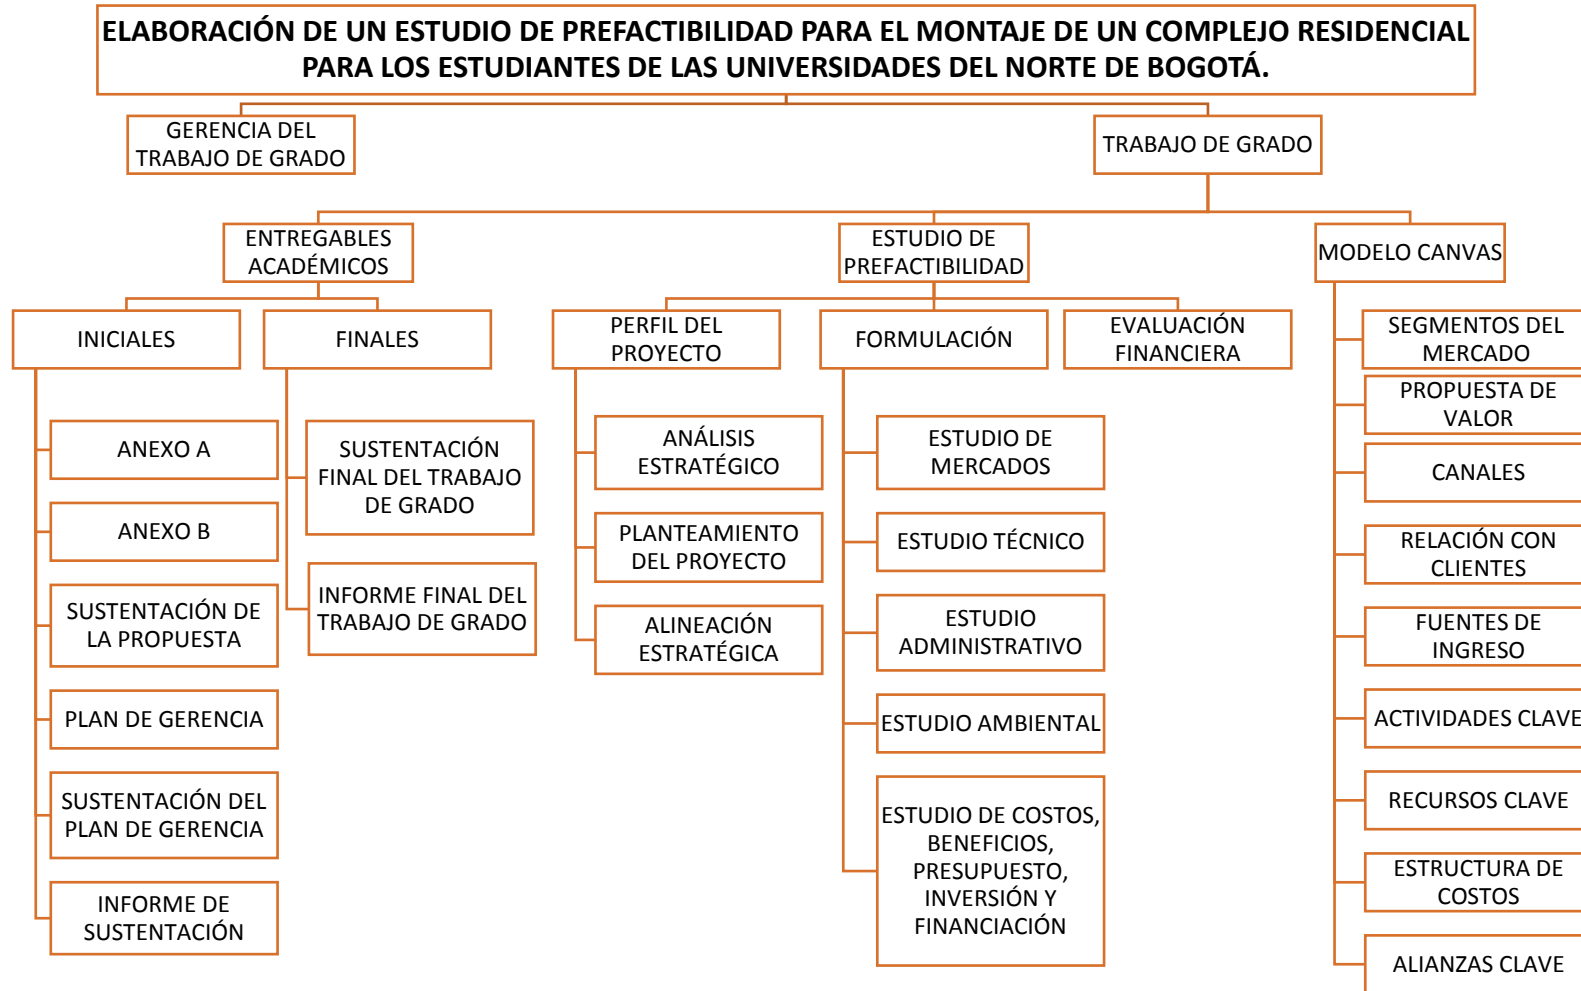 ELABORACIÓN DE UN ESTUDIO DE PREFACTIBILIDAD PARA EL MONTAJE DE UN COMPLEJO RESIDENCIAL
PARA LOS ESTUDIANTES DE LAS UNIVERSIDADES DEL NORTE DE BOGOTÁ.
GERENCIA DEL
TRABAJO DE GRADO
TRABAJO DE GRADO
ENTREGABLES
ACADÉMICOS
ESTUDIO DE
PREFACTIBILIDAD
MODELO CANVAS
INICIALES
FINALES
PERFIL DEL
PROYECTO
FORMULACIÓN
EVALUACIÓN
FINANCIERA
ANEXO A
ANEXO B
SUSTENTACIÓN DE
LA PROPUESTA
PLAN DE GERENCIA
SUSTENTACIÓN DEL
PLAN DE GERENCIA
INFORME DE
SUSTENTACIÓN
SUSTENTACIÓN
FINAL DEL TRABAJO
DE GRADO
INFORME FINAL DEL
TRABAJO DE GRADO
ANÁLISIS
ESTRATÉGICO
PLANTEAMIENTO
DEL PROYECTO
ALINEACIÓN
ESTRATÉGICA
ESTUDIO DE
MERCADOS
ESTUDIO TÉCNICO
ESTUDIO
ADMINISTRATIVO
ESTUDIO AMBIENTAL
ESTUDIO DE COSTOS,
BENEFICIOS,
PRESUPUESTO,
INVERSIÓN Y
FINANCIACIÓN
SEGMENTOS DEL
MERCADO
PROPUESTA DE
VALOR
CANALES
RELACIÓN CON
CLIENTES
FUENTES DE
INGRESO
ACTIVIDADES CLAVE
RECURSOS CLAVE
ESTRUCTURA DE
COSTOS
ALIANZAS CLAVE